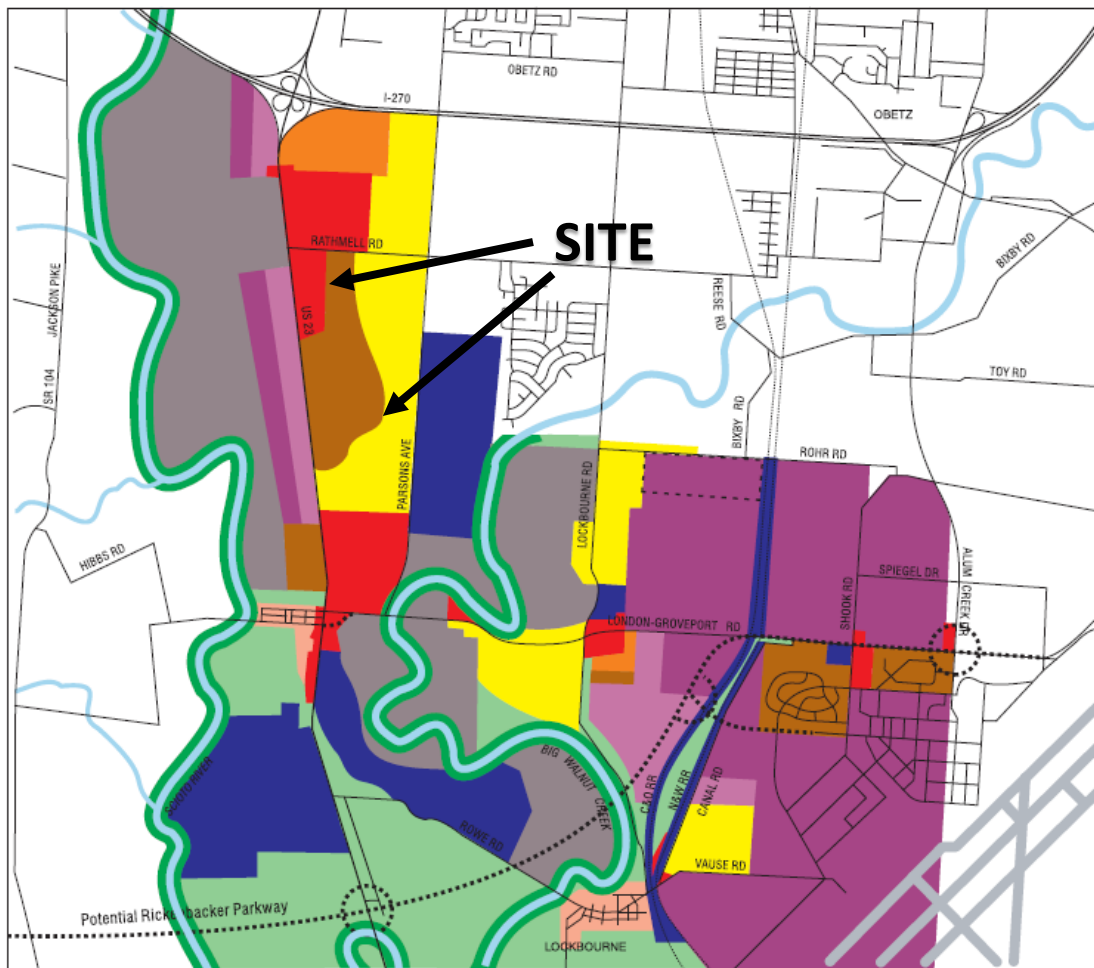 OBETZ RD
I-270
OBETZ
SITE
RATHMELL RD
BIXBY RD
JACKSON PIKE
SR 104
US 23
REESE RD
TOY RD
BIXBY RD
PARSONS AVE
ROHR RD
LOCKBOURNE RD
HIBBS RD
SPIEGEL DR
ALUM CREEK DR
SHOOK RD
LONDON-GROVEPORT RD
BIG WALNUT CREEK
SCIOTO RIVER
C&O RR
N&W RR
CANAL RD
ROWE RD
VAUSE RD
Potential Rickenbacker Parkway
LOCKBOURNE